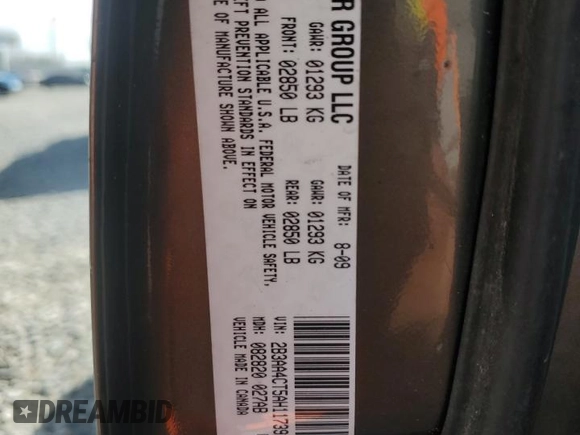 R GROUP LLC
DATE OF MFR: 8-09
GAWR: 01293 KG
GAWR: 01293 KG
FRONT: 02850 LB
REAR: 02850 LB
ALL APPLICABLE U.S.A. FEDERAL MOTOR VEHICLE SAFETY,
EFT PREVENTION STANDARDS IN EFFECT ON
E OF MANUFACTURE SHOWN ABOVE.
VIN: 2B3AA4CT5AH11739
MDH: 082820 027AB
VEHICLE MADE IN CANADA
DREAMBID